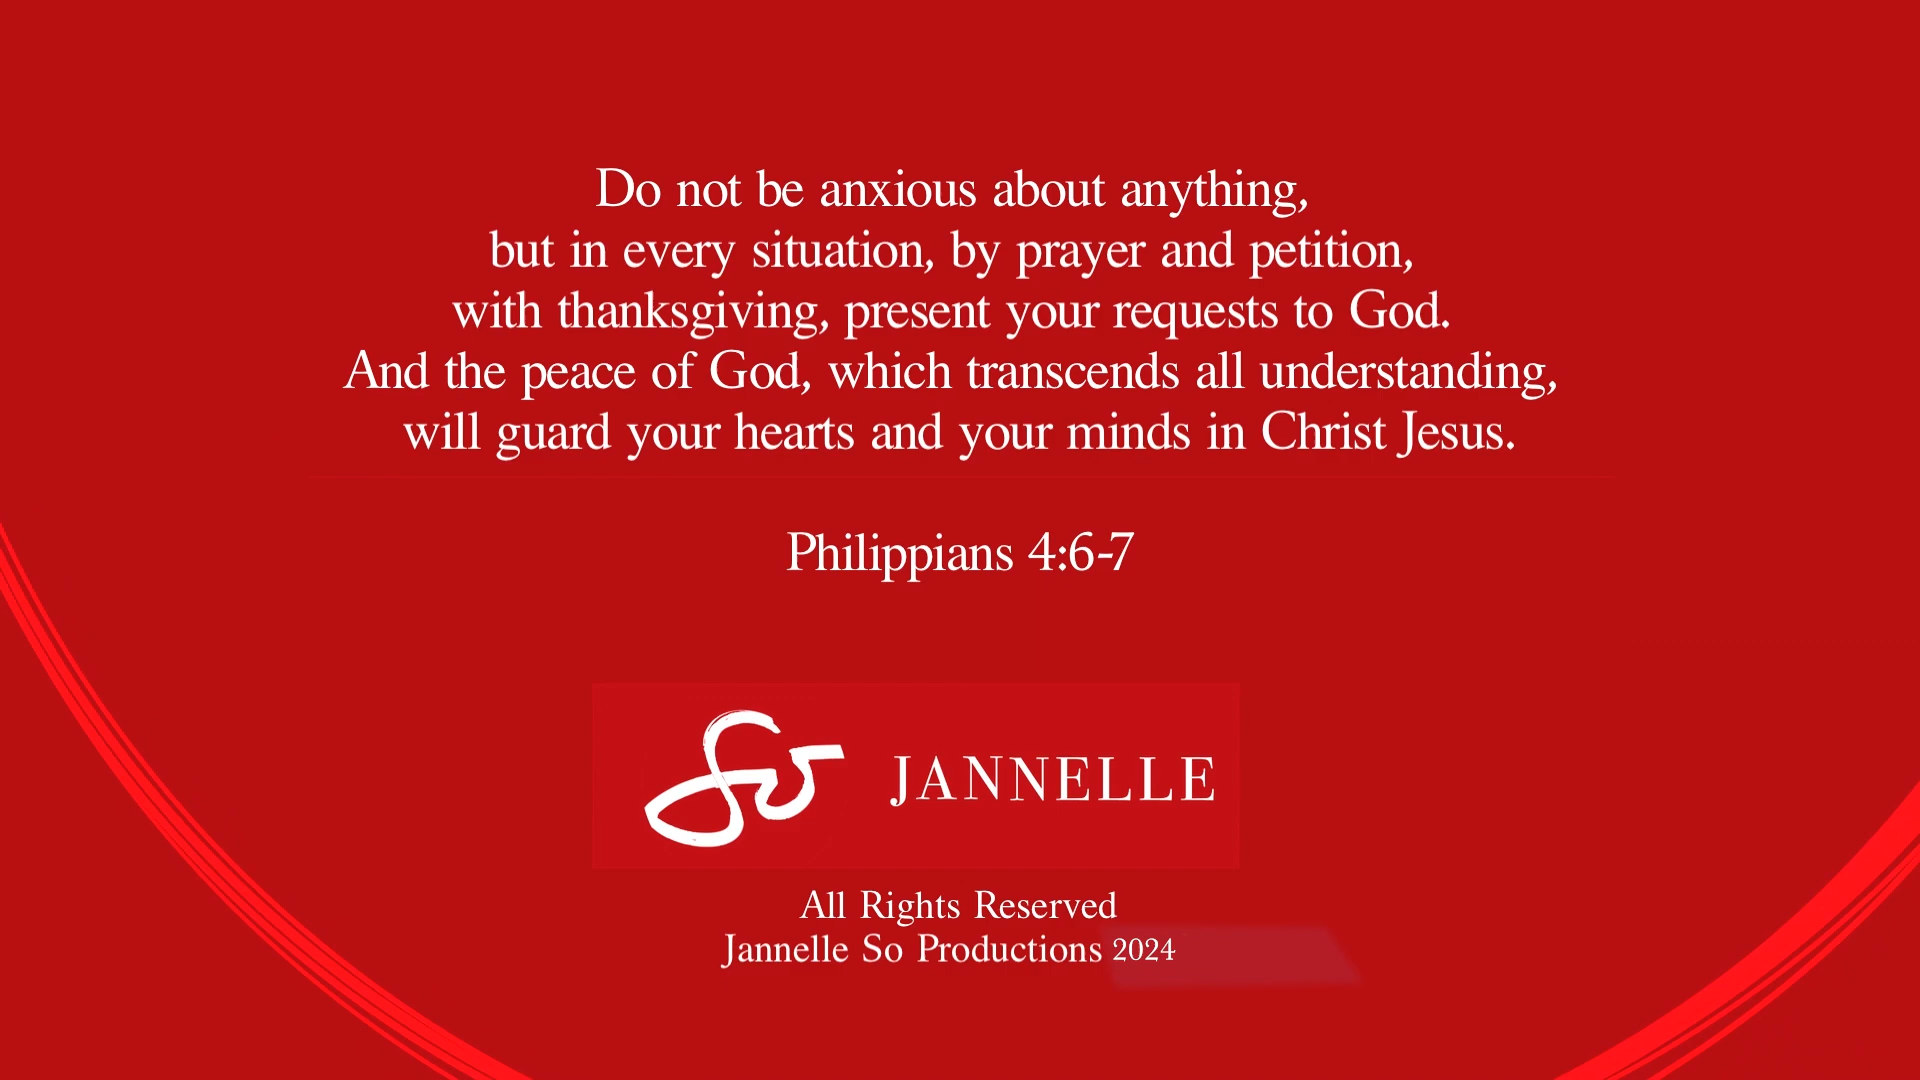 Do not be anxious about anything,
but in every situation, by prayer and petition,
with thanksgiving, present your requests to God.
And the peace of God, which transcends all understanding,
will guard your hearts and your minds in Christ Jesus.
Philippians 4:6-7
So JANNELLE
All Rights Reserved
Jannelle So Productions 2024